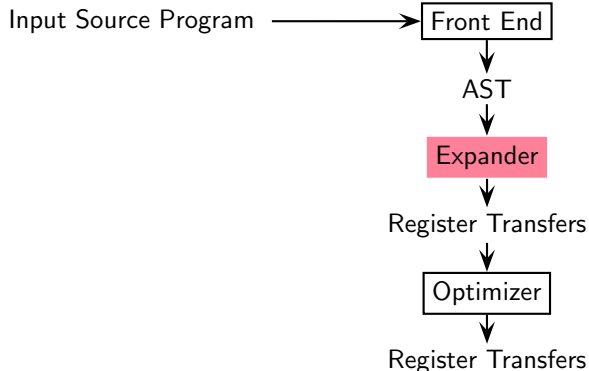 Input Source Program
Front End
AST
Expander
Register Transfers
Optimizer
Register Transfers